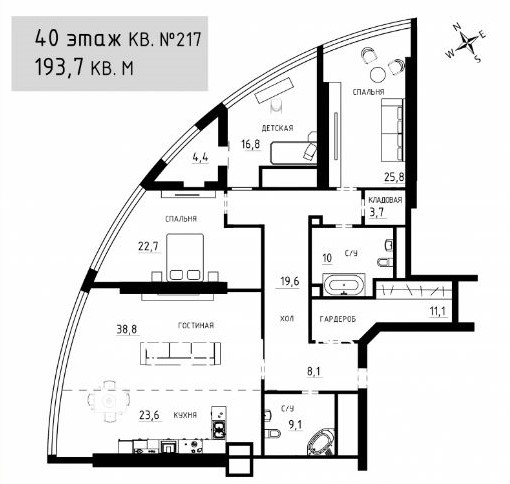 40 этаж КВ. №217
193,7 КВ. М
N
E
W
S
СПАЛЬНЯ
25,8
ДЕТСКАЯ
16,8
4,4
КЛАДОВАЯ
3,7
СПАЛЬНЯ
22,7
С/У
10
19,6
ХОЛ
ГАРДЕРОБ
11,1
ГОСТИНАЯ
38,8
8,1
23,6
КУХНЯ
С/У
9,1